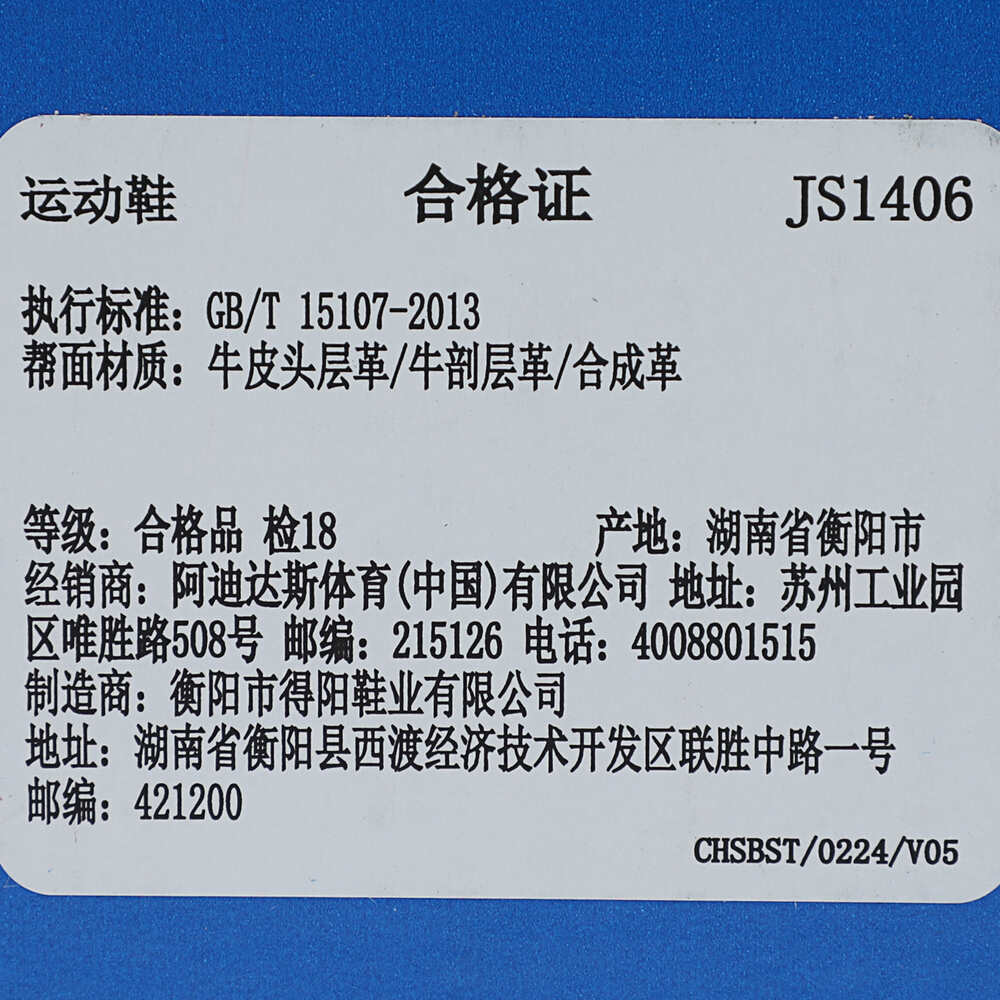 运动鞋 合格证 JS1406
执行标准：GB/T 15107-2013
帮面材质：牛皮头层革/牛剖层革/合成革
等级：合格品 检18 产地：湖南省衡阳市
经销商：阿迪达斯体育(中国)有限公司 地址：苏州工业园
区唯胜路508号 邮编：215126 电话：4008801515
制造商：衡阳市得阳鞋业有限公司
地址：湖南省衡阳县西渡经济技术开发区联胜中路一号
邮编：421200
CHSBST/0224/V05